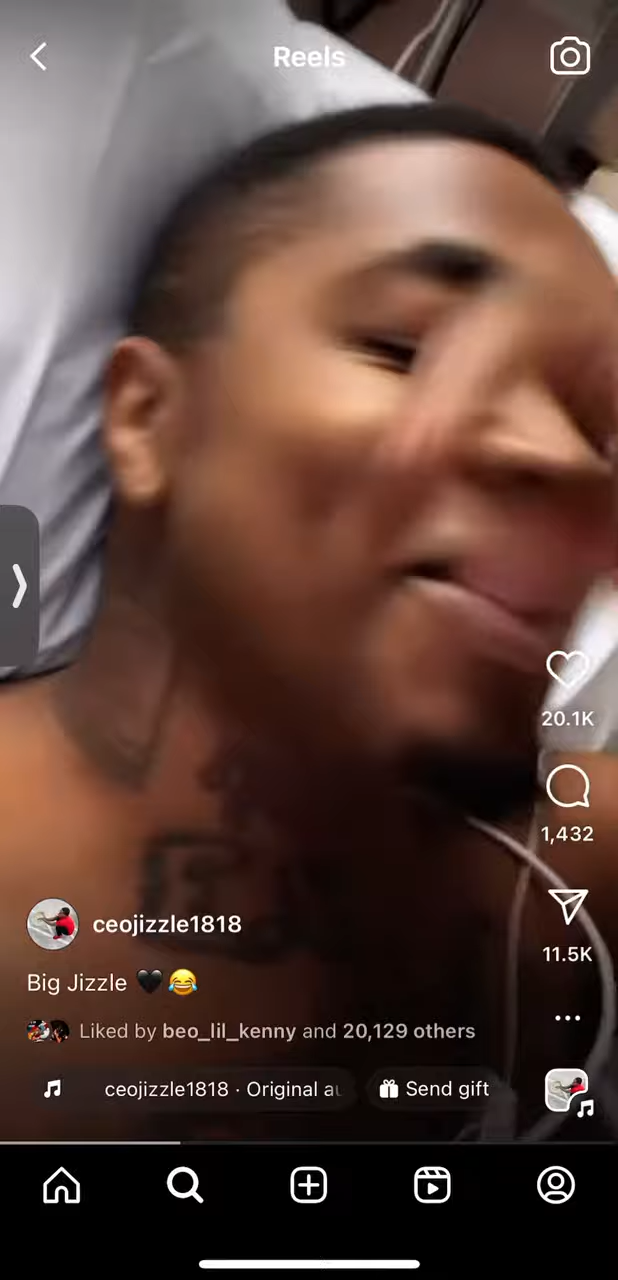 Reels
20.1K
1,432
11.5K
ceojizzle1818
Big Jizzle 🖤😂
Liked by beo_lil_kenny and 20,129 others
ceojizzle1818 · Original au
Send gift